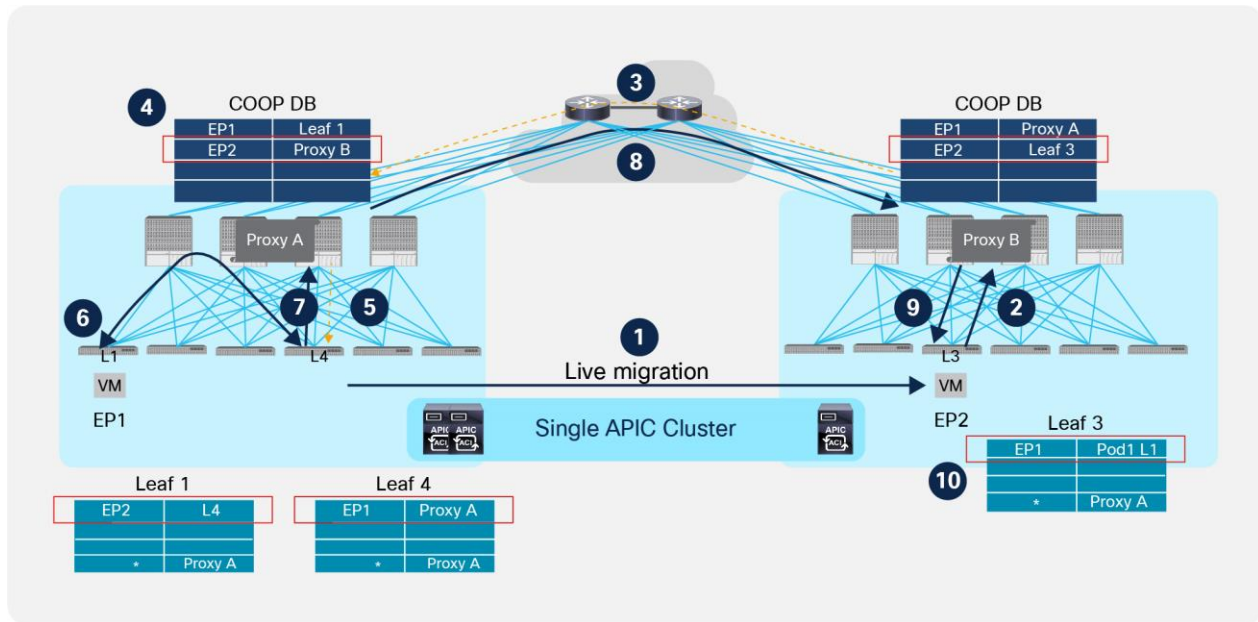 3
4
COOP DB
EP1 Leaf 1
EP2 Proxy B
COOP DB
EP1 Proxy A
EP2 Leaf 3
8
Proxy A
Proxy B
6
7
5
9
2
L1
L4
L3
1
Live migration
VM
EP1
VM
EP2
APIC
ACI
APIC
ACI
Single APIC Cluster
APIC
ACI
Leaf 3
EP1 Pod1 L1
* Proxy A
10
Leaf 1
EP2 L4
* Proxy A
Leaf 4
EP1 Proxy A
* Proxy A